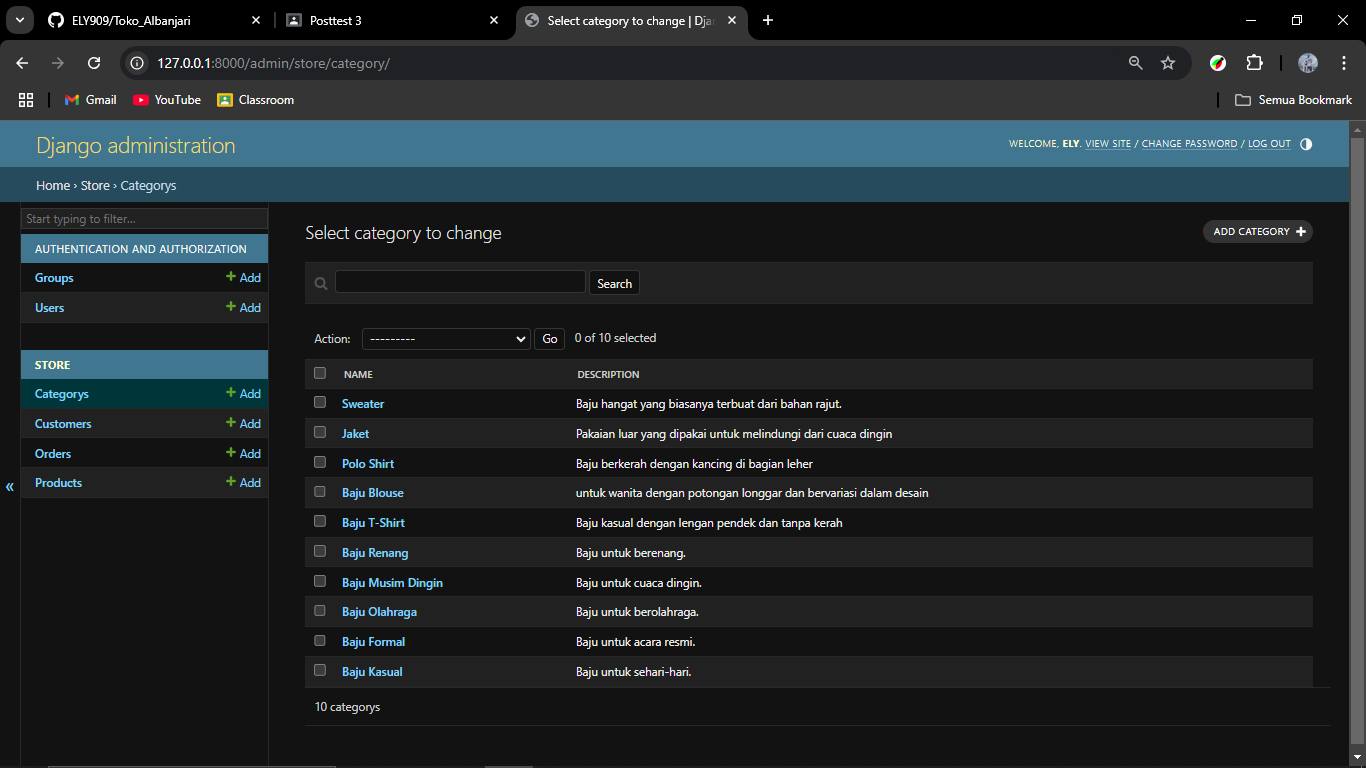 ELY909/Toko_Albanjari
Posttest 3
Select category to change | Dja
127.0.0.1:8000/admin/store/category/
Gmail YouTube Classroom Semua Bookmark
Django administration
WELCOME, ELY. VIEW SITE / CHANGE PASSWORD / LOG OUT
Home › Store › Categorys
Start typing to filter...
AUTHENTICATION AND AUTHORIZATION
Groups + Add
Users + Add
STORE
Categorys + Add
Customers + Add
Orders + Add
Products + Add
«
Select category to change
ADD CATEGORY +
Search
Action: --------- Go 0 of 10 selected
NAME DESCRIPTION
Sweater Baju hangat yang biasanya terbuat dari bahan rajut.
Jaket Pakaian luar yang dipakai untuk melindungi dari cuaca dingin
Polo Shirt Baju berkerah dengan kancing di bagian leher
Baju Blouse untuk wanita dengan potongan longgar dan bervariasi dalam desain
Baju T-Shirt Baju kasual dengan lengan pendek dan tanpa kerah
Baju Renang Baju untuk berenang.
Baju Musim Dingin Baju untuk cuaca dingin.
Baju Olahraga Baju untuk berolahraga.
Baju Formal Baju untuk acara resmi.
Baju Kasual Baju untuk sehari-hari.
10 categorys